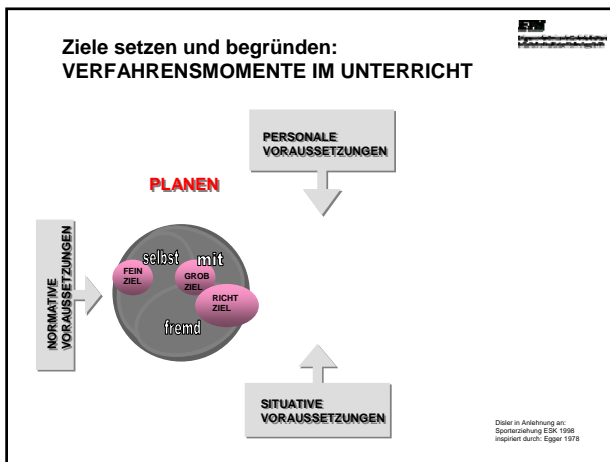 Ziele setzen und begründen:
VERFAHRENSMOMENTE IM UNTERRICHT
PERSONALE
VORAUSSETZUNGEN
PLANEN
NORMATIVE
VORAUSSETZUNGEN
selbst mit
FEIN
ZIEL
GROB
ZIEL
RICHT
ZIEL
fremd
SITUATIVE
VORAUSSETZUNGEN
Disler in Anlehnung an:
Sporterziehung ESK 1998
inspiriert durch: Egger 1978